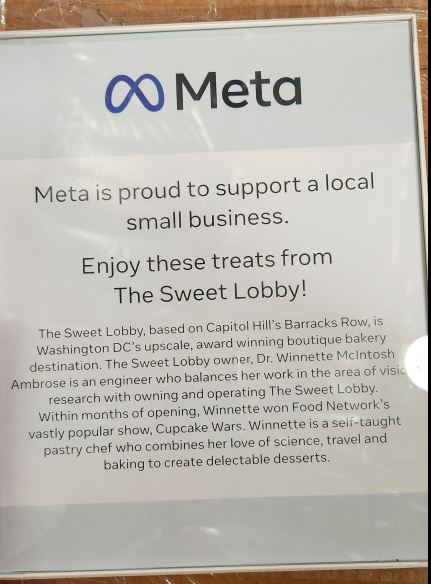 Meta
Meta is proud to support a local
small business.
Enjoy these treats from
The Sweet Lobby!
The Sweet Lobby, based on Capitol Hill's Barracks Row, is
Washington DC's upscale, award winning boutique bakery
destination. The Sweet Lobby owner, Dr. Winnette McIntosh
Ambrose is an engineer who balances her work in the area of
research with owning and operating The Sweet Lobby.
Within months of opening, Winnette won Food Network's
vastly popular show, Cupcake Wars. Winnette is a self-taught
pastry chef who combines her love of science, travel and
baking to create delectable desserts.